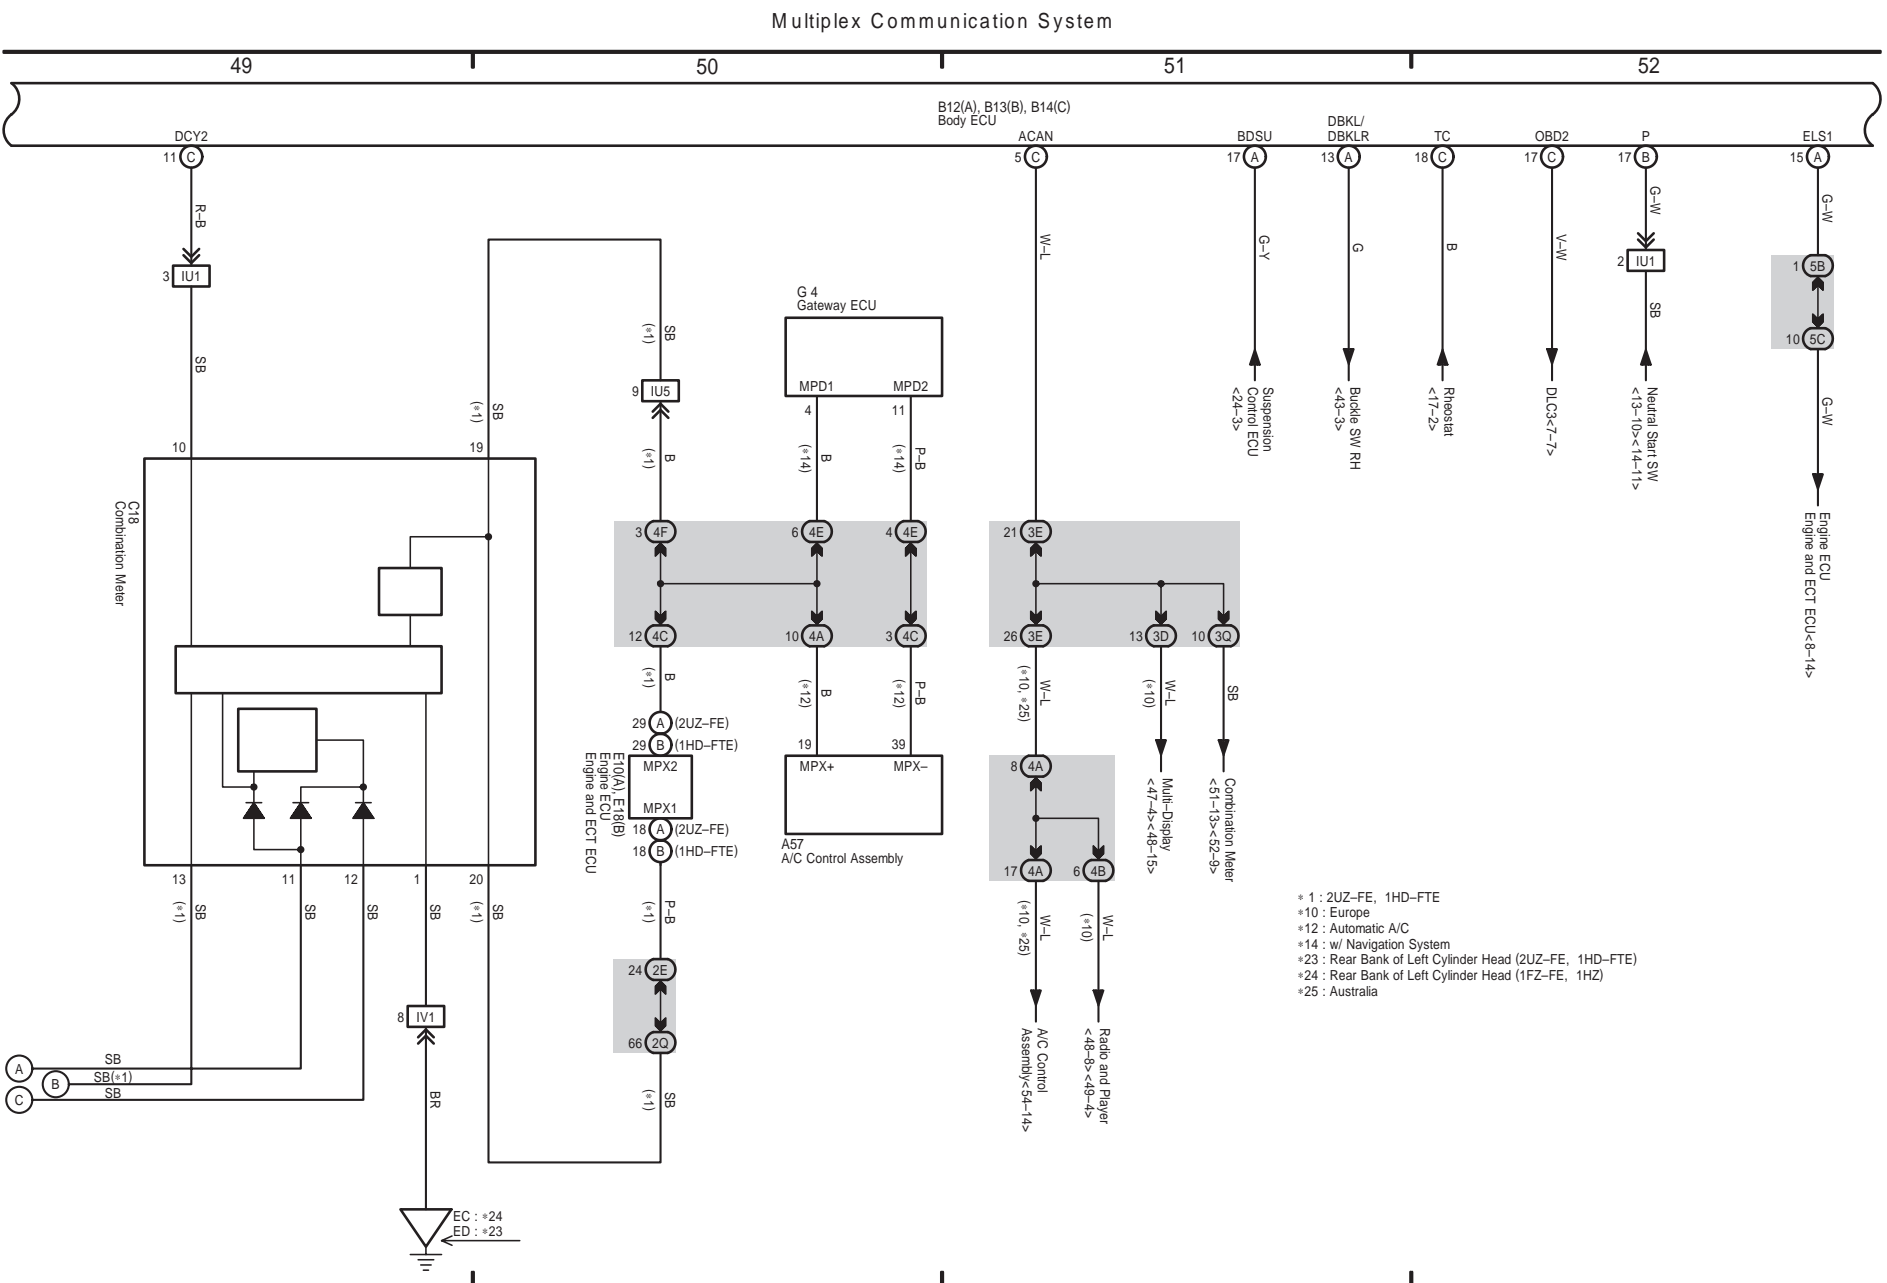 Multiplex Communication System
49
50
51
52
B12(A), B13(B), B14(C)
Body ECU
DCY2
ACAN
BDSU
DBKL/
DBKLR
TC
OBD2
P
ELS1
11 C
5 C
17 A
13 A
18 C
17 C
17 B
15 A
R–B
3 IU1
SB
10
W–L
G–Y
Suspension
Control ECU
<24–3>
G
Buckle SW RH
<43–3>
B
Rheostat
<17–2>
V–W
DLC3<7–7>
G–W
2 IU1
SB
Neutral Start SW
<13–10><14–11>
G–W
1 5B
10 5C
G–W
Engine ECU
Engine and ECT ECU<8–14>
SB
(*1)
19
SB
(*1)
9 IU5
B
(*1)
G 4
Gateway ECU
MPD1
MPD2
4
11
B
(*14)
P–B
(*14)
3 4F
6 4E
4 4E
12 4C
10 4A
3 4C
B
(*1)
B
(*12)
P–B
(*12)
29 A (2UZ–FE)
29 B (1HD–FTE)
MPX2
MPX1
E10(A), E18(B)
Engine ECU
Engine and ECT ECU
18 A (2UZ–FE)
18 B (1HD–FTE)
19
39
MPX+
MPX–
A57
A/C Control Assembly
P–B
(*1)
24 2E
66 2Q
SB
(*1)
21 3E
26 3E
13 3D
10 3Q
W–L
(*10, *25)
W–L
(*10)
SB
Multi–Display
<47–4><48–15>
Combination Meter
<51–13><52–9>
8 4A
17 4A
6 4B
W–L
(*10, *25)
W–L
(*10)
A/C Control
Assembly<54–14>
Radio and Player
<48–8><49–4>
C18
Combination Meter
13
11
12
1
20
SB
(*1)
SB
SB
SB
SB
(*1)
8 IV1
BR
A SB
B SB(*1)
C SB
EC : *24
ED : *23
* 1 : 2UZ–FE, 1HD–FTE
*10 : Europe
*12 : Automatic A/C
*14 : w/ Navigation System
*23 : Rear Bank of Left Cylinder Head (2UZ–FE, 1HD–FTE)
*24 : Rear Bank of Left Cylinder Head (1FZ–FE, 1HZ)
*25 : Australia